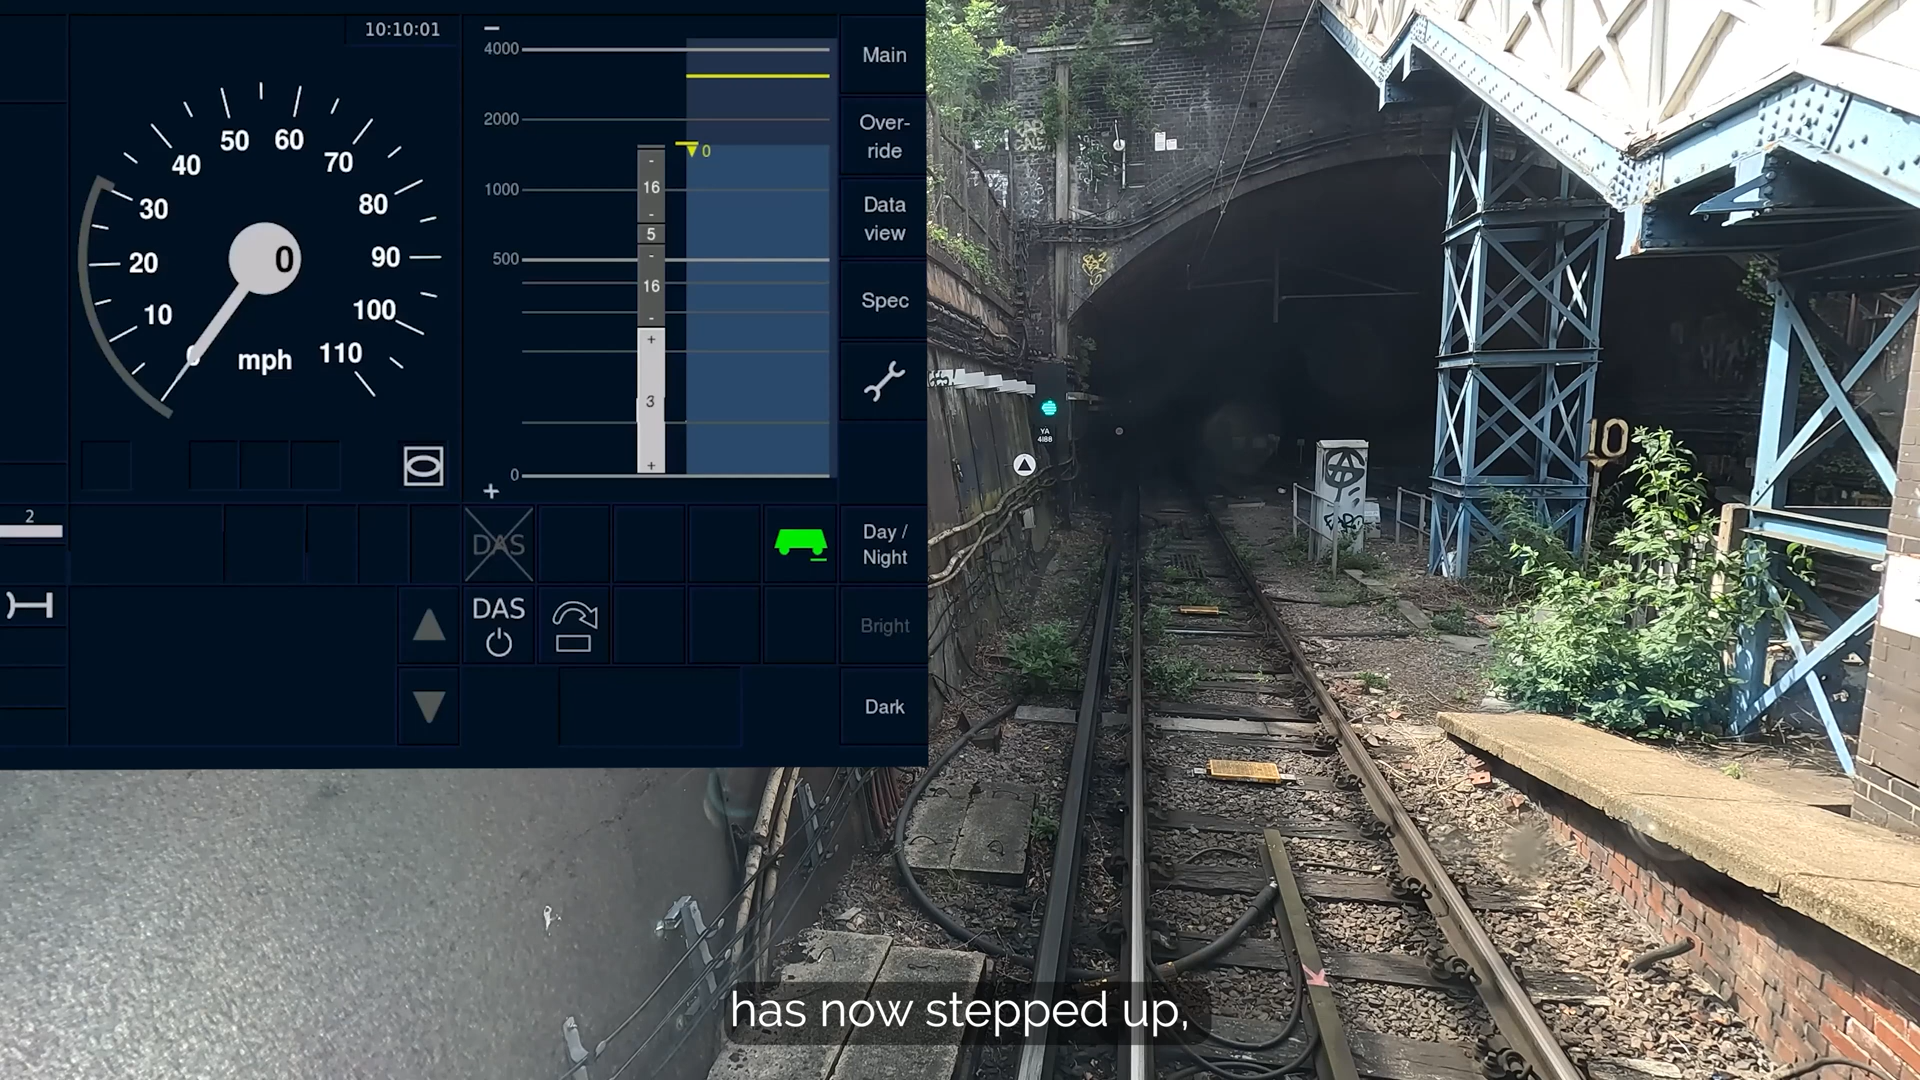 10:10:01
4000
2000
1000
500
0
0
-
16
-
5
-
16
-
+
3
+
0
10
20
30
40
50
60
70
80
90
100
110
0
mph
2
DAS
DAS
Main
Over-
ride
Data
view
Spec
Day /
Night
Bright
Dark
YA
4188
10
has now stepped up,